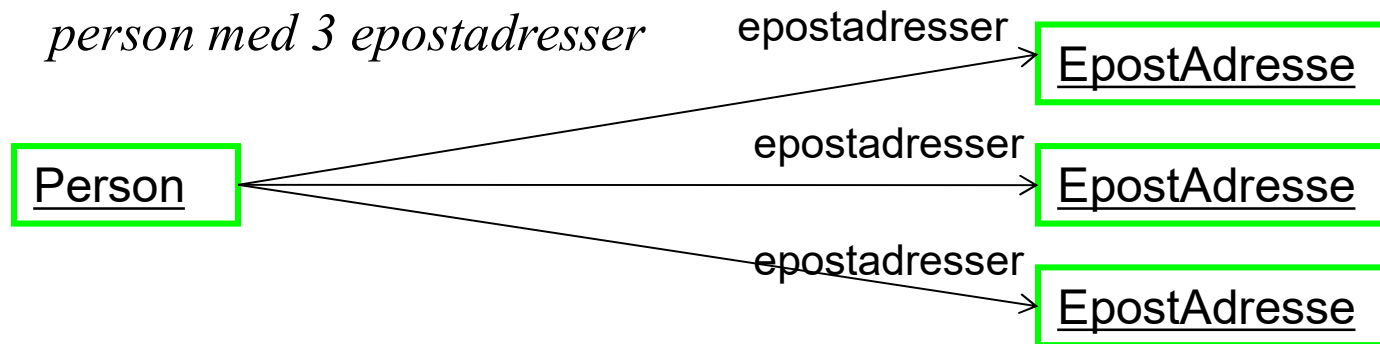 person med 3 epostadresser
epostadresser
EpostAdresse
epostadresser
Person
EpostAdresse
epostadresser
EpostAdresse